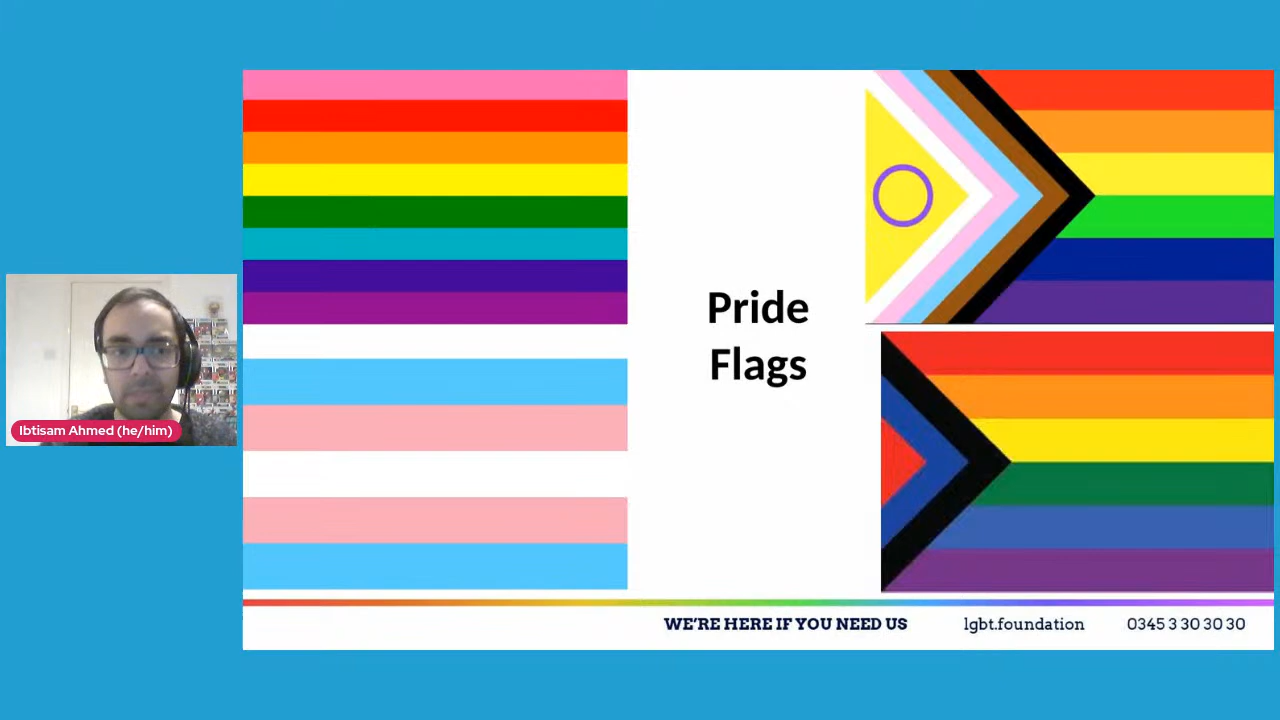 Pride
Flags
Ibtisam Ahmed (he/him)
WE'RE HERE IF YOU NEED US lgbt.foundation 0345 3 30 30 30